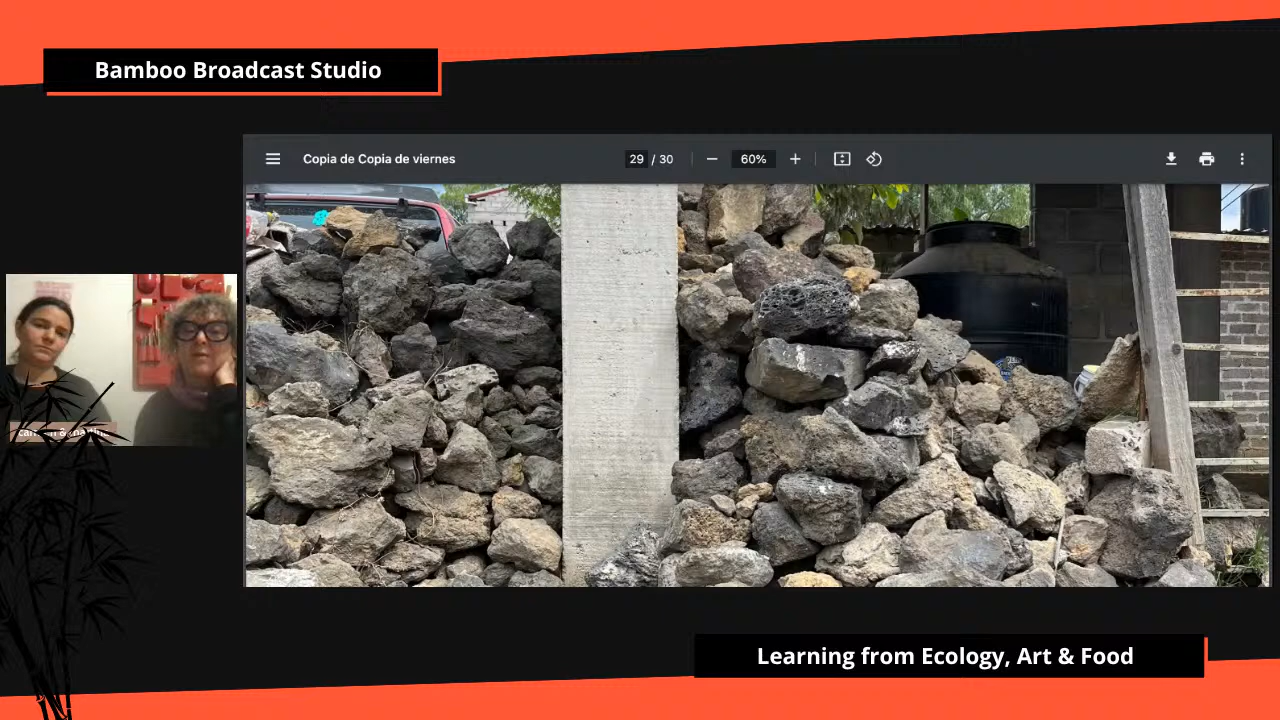 Bamboo Broadcast Studio
Copia de Copia de viernes
29 / 30
60%
Learning from Ecology, Art & Food